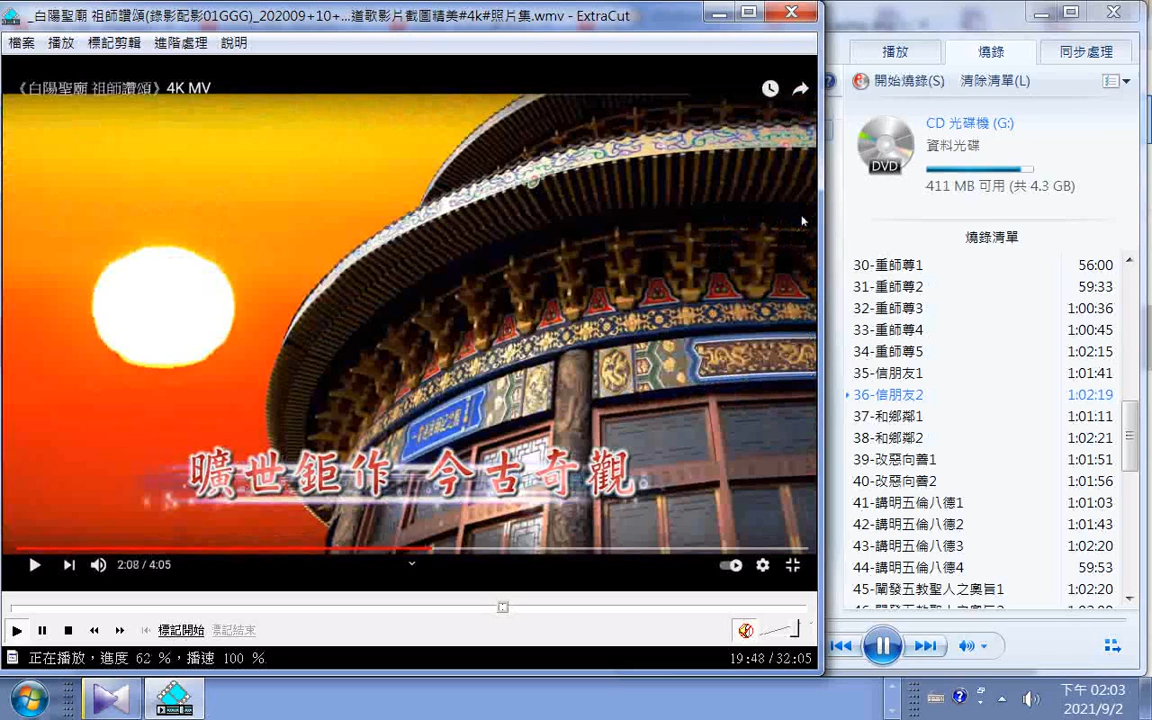 _白陽聖廟 祖師讚頌(錄影配影01GGG)_202009+10+...道歌影片截圖精美#4k#照片集.wmv - ExtraCut
檔案 播放 標記剪輯 進階處理 說明
《白陽聖廟 祖師讚頌》4K MV
曠世鉅作 今古奇觀
2:08 / 4:05
標記開始 標記結束
正在播放，進度 62 %，播速 100 %.
19:48 / 32:05
播放 燒錄 同步處理
開始燒錄(S) 清除清單(L)
CD 光碟機 (G:)
資料光碟
DVD
411 MB 可用 (共 4.3 GB)
燒錄清單
30-重師尊1 56:00
31-重師尊2 59:33
32-重師尊3 1:00:36
33-重師尊4 1:00:45
34-重師尊5 1:02:15
35-信朋友1 1:01:41
36-信朋友2 1:02:19
37-和鄉鄰1 1:01:11
38-和鄉鄰2 1:02:21
39-改惡向善1 1:01:51
40-改惡向善2 1:01:56
41-講明五倫八德1 1:01:03
42-講明五倫八德2 1:01:43
43-講明五倫八德3 1:02:20
44-講明五倫八德4 59:53
45-闡發五教聖人之奧旨1 1:02:20
下午 02:03
2021/9/2